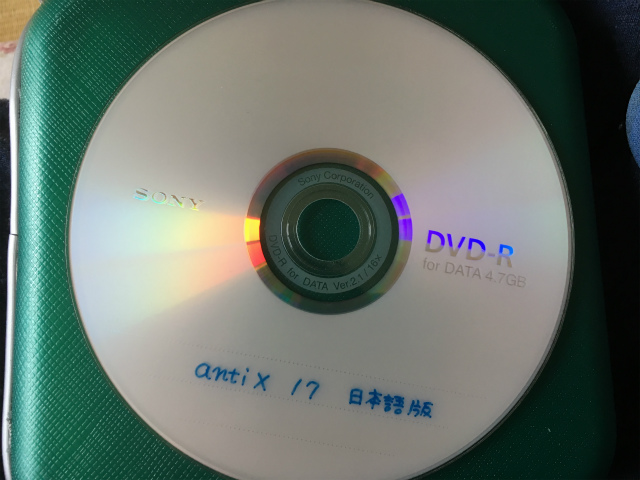 SONY
Sony Corporation
DVD-R for DATA Ver.2.1 / 16x
DVD-R
for DATA 4.7GB
antiX 17 日本語版